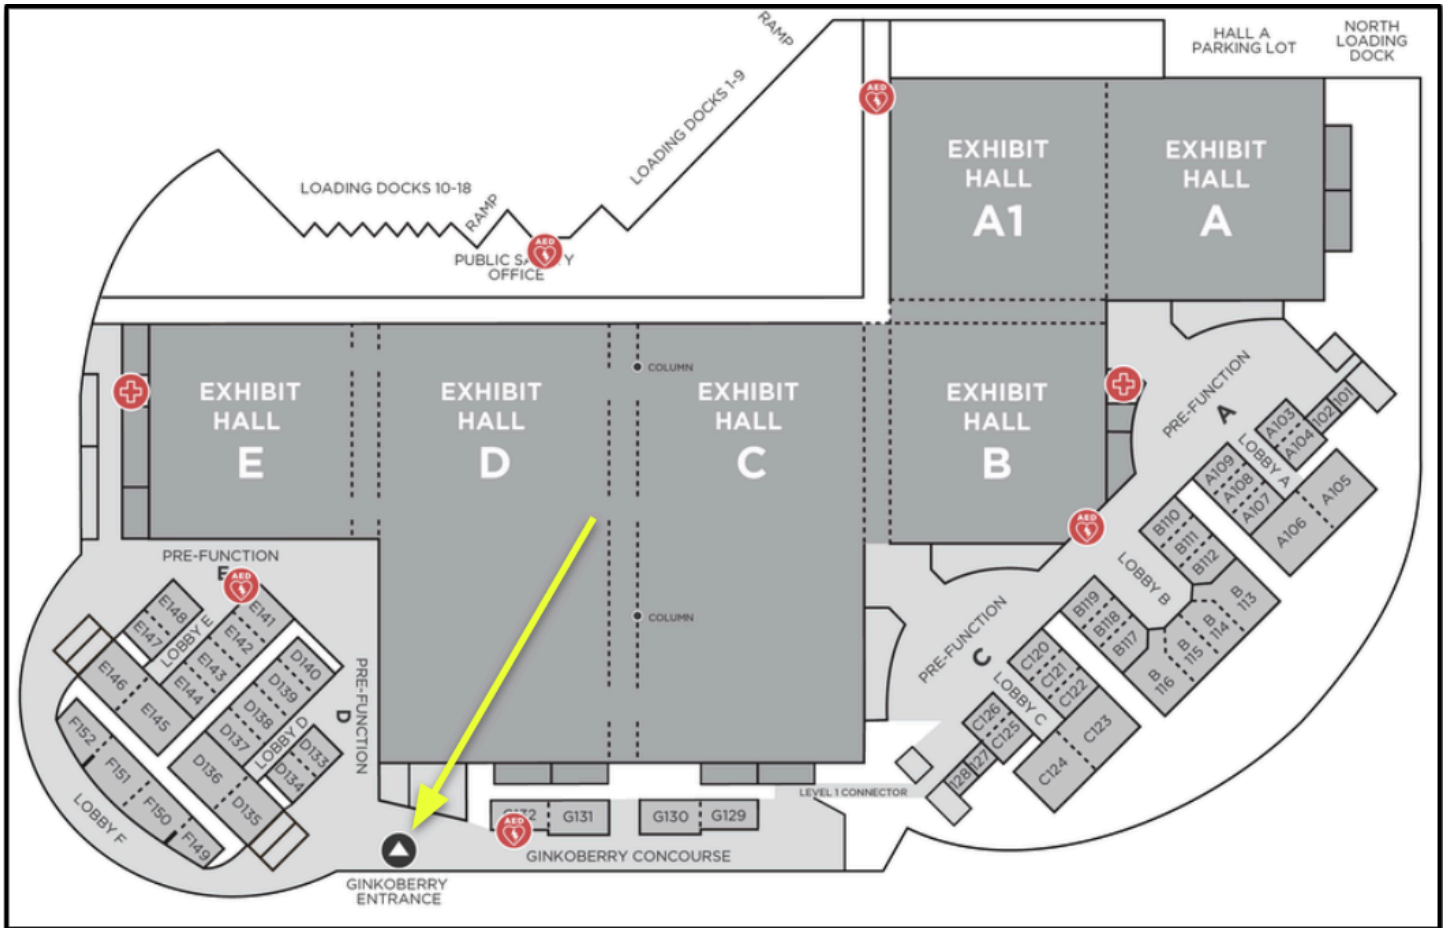 RAMP
HALL A
PARKING LOT
NORTH
LOADING
DOCK
LOADING DOCKS 1-9
AED
EXHIBIT
HALL
A1
EXHIBIT
HALL
A
LOADING DOCKS 10-18
RAMP
AED
PUBLIC
OFFICE
EXHIBIT
HALL
E
EXHIBIT
HALL
D
COLUMN
EXHIBIT
HALL
C
EXHIBIT
HALL
B
PRE-FUNCTION
A
101
102
A103
A104
LOBBY A
A105
A106
A107
A108
A109
AED
B110
B111
B112
LOBBY B
B
113
B
114
B
115
B
116
B117
B118
B119
PRE-FUNCTION
C
C120
C121
C122
LOBBY C
C123
C124
C125
C126
127
128
COLUMN
PRE-FUNCTION
E
AED
E148
E147
LOBBY E
E141
E142
E143
E144
E146
E145
PRE-FUNCTION
D
D140
D139
D138
D137
LOBBY D
D133
D134
D136
D135
F152
F151
F150
F149
LOBBY F
LEVEL 1 CONNECTOR
G132
G131
G130
G129
AED
GINKOBERRY CONCOURSE
GINKOBERRY
ENTRANCE